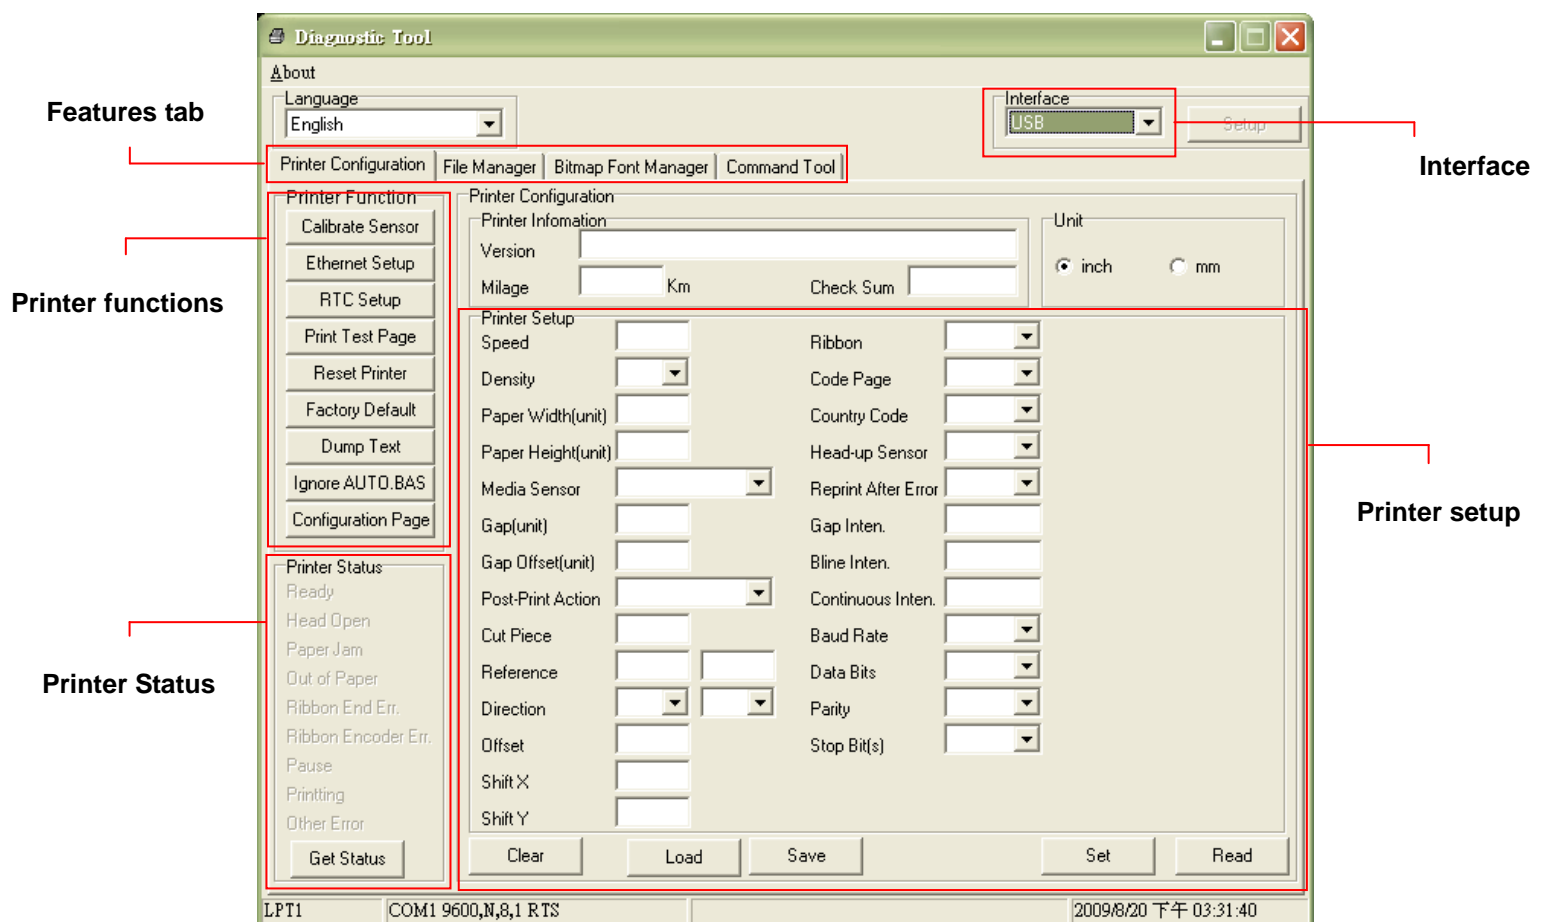 Diagnostic Tool
About
Language
English
Interface
USB
Setup
Features tab
Interface
Printer Configuration
File Manager
Bitmap Font Manager
Command Tool
Printer Function
Calibrate Sensor
Ethernet Setup
RTC Setup
Print Test Page
Reset Printer
Factory Default
Dump Text
Ignore AUTO.BAS
Configuration Page
Printer functions
Printer Configuration
Printer Infomation
Version
Milage
Km
Check Sum
Unit
inch
mm
Printer Setup
Speed
Density
Paper Width(unit)
Paper Height(unit)
Media Sensor
Gap(unit)
Gap Offset(unit)
Post-Print Action
Cut Piece
Reference
Direction
Offset
Shift X
Shift Y
Ribbon
Code Page
Country Code
Head-up Sensor
Reprint After Error
Gap Inten.
Bline Inten.
Continuous Inten.
Baud Rate
Data Bits
Parity
Stop Bit(s)
Printer setup
Printer Status
Ready
Head Open
Paper Jam
Out of Paper
Ribbon End Err.
Ribbon Encoder Err.
Pause
Printting
Other Error
Get Status
Printer Status
Clear
Load
Save
Set
Read
LPT1
COM1 9600,N,8,1 RTS
2009/8/20 下午 03:31:40